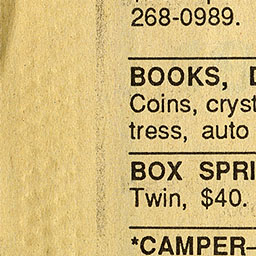 268-0989.
BOOKS,
Coins, cryst
tress, auto
BOX SPRI
Twin, $40.
*CAMPER—